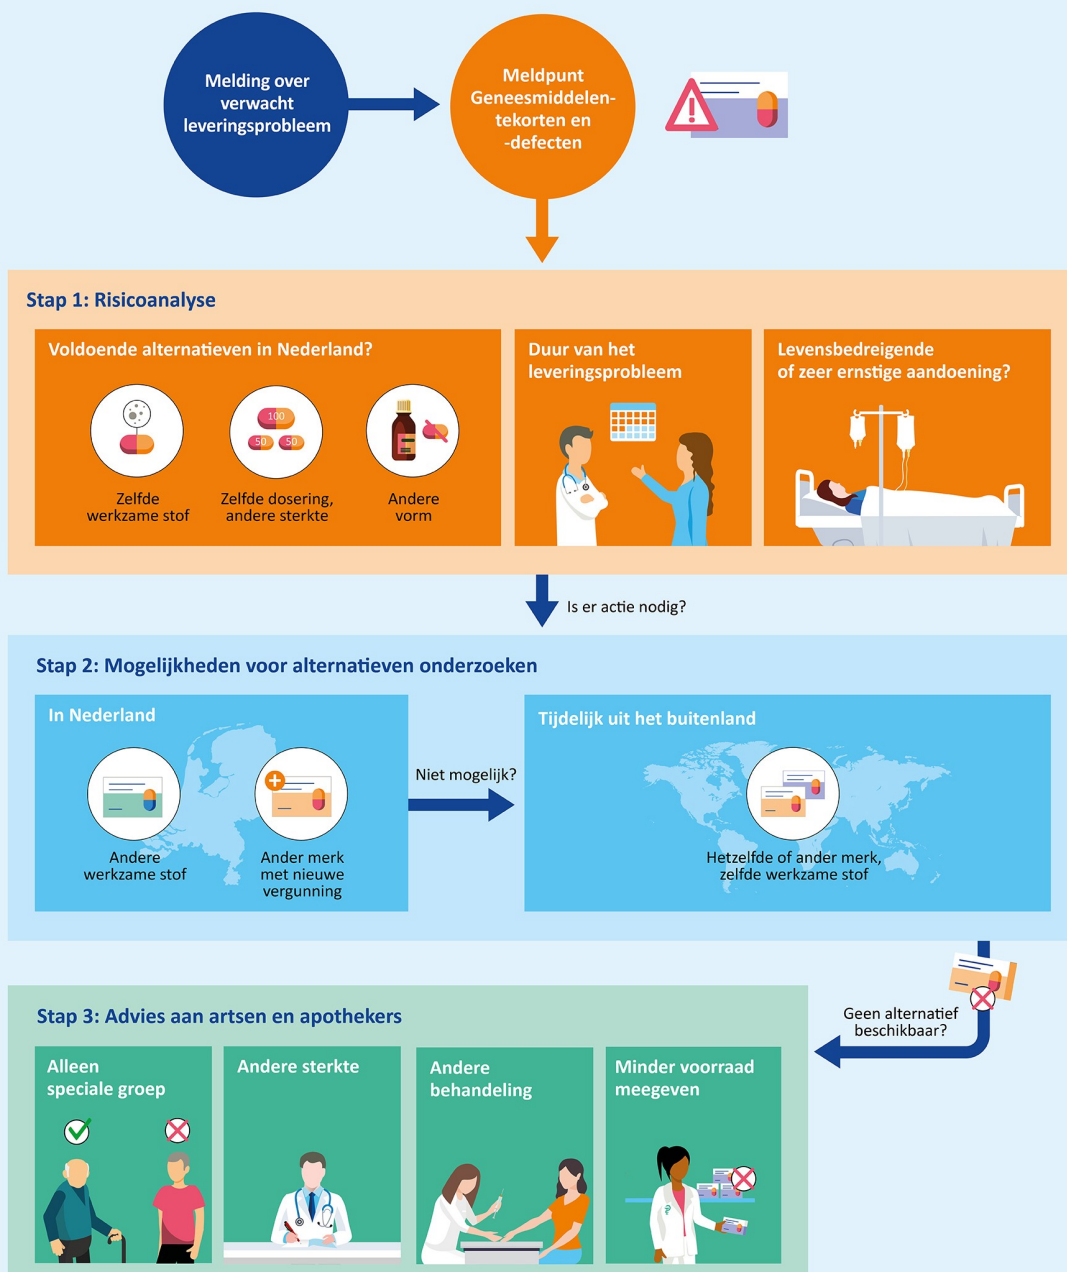 Melding over
verwacht
leveringsprobleem
Meldpunt
Geneesmiddelen-
tekorten en
-defecten
Stap 1: Risicoanalyse
Voldoende alternatieven in Nederland?
100
50 50
Zelfde
werkzame stof
Zelfde dosering,
andere sterkte
Andere
vorm
Duur van het
leveringsprobleem
Levensbedreigende
of zeer ernstige aandoening?
Is er actie nodig?
Stap 2: Mogelijkheden voor alternatieven onderzoeken
In Nederland
Andere
werkzame stof
Ander merk
met nieuwe
vergunning
Niet mogelijk?
Tijdelijk uit het buitenland
Hetzelfde of ander merk,
zelfde werkzame stof
Geen alternatief
beschikbaar?
Stap 3: Advies aan artsen en apothekers
Alleen
speciale groep
Andere sterkte
Andere
behandeling
Minder voorraad
meegeven